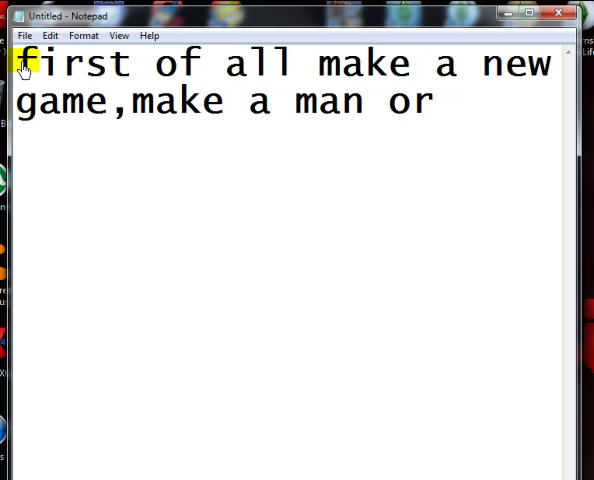 Untitled - Notepad
File Edit Format View Help
first of all make a new
game,make a man or